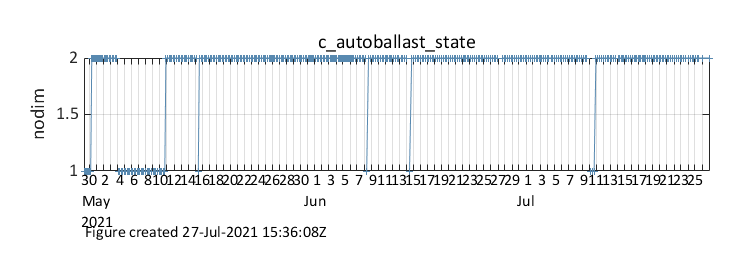 c_autoballast_state
2
1.5
1
nodim
30 2 4 6 8 10 12 14 16 18 20 22 24 26 28 30 1 3 5 7 9 11 13 15 17 19 21 23 25 27 29 1 3 5 7 9 11 13 15 17 19 21 23 25
May Jun Jul
2021
Figure created 27-Jul-2021 15:36:08Z